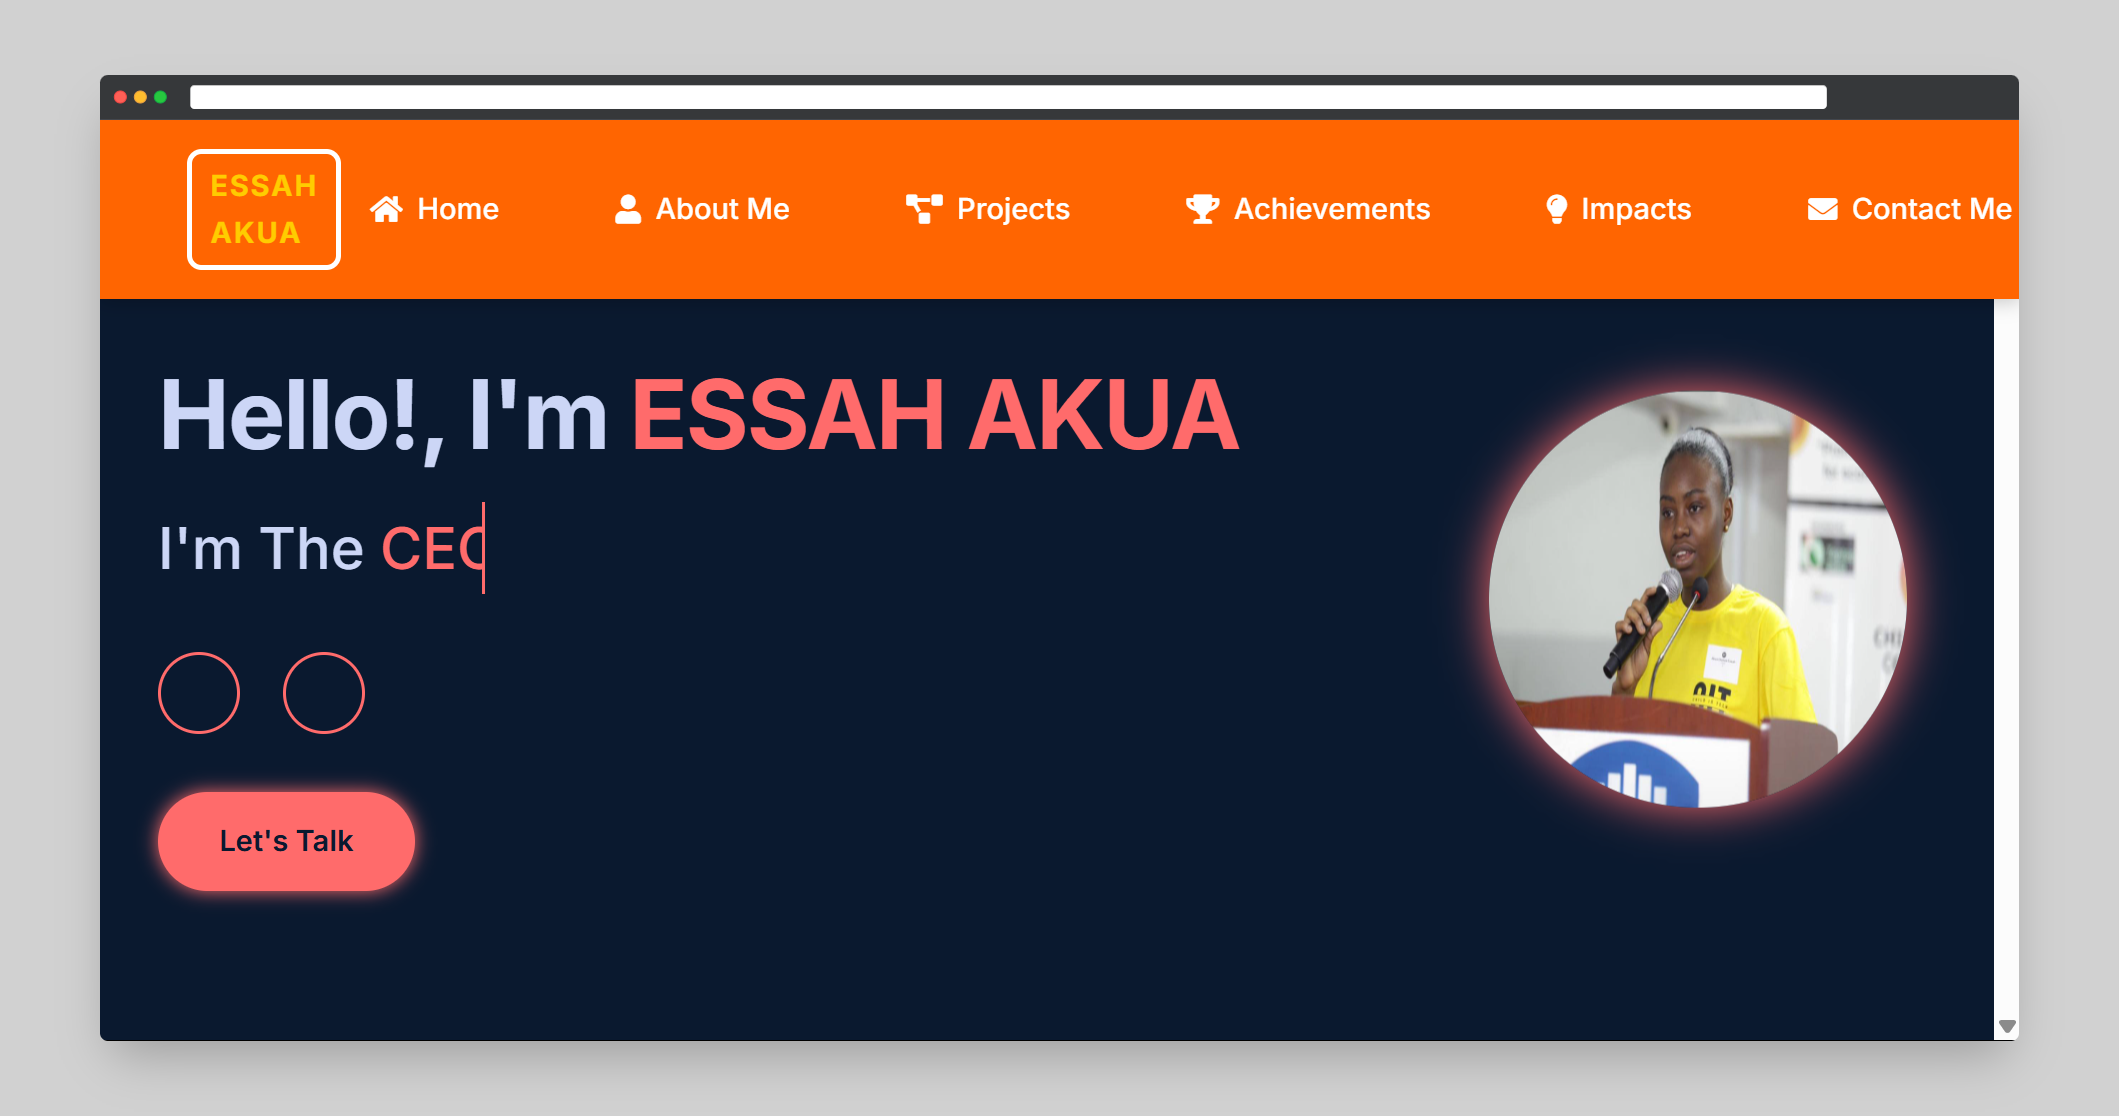 ESSAH
AKUA
Home
About Me
Projects
Achievements
Impacts
Contact Me
Hello!, I'm ESSAH AKUA
I'm The CEO
Let's Talk